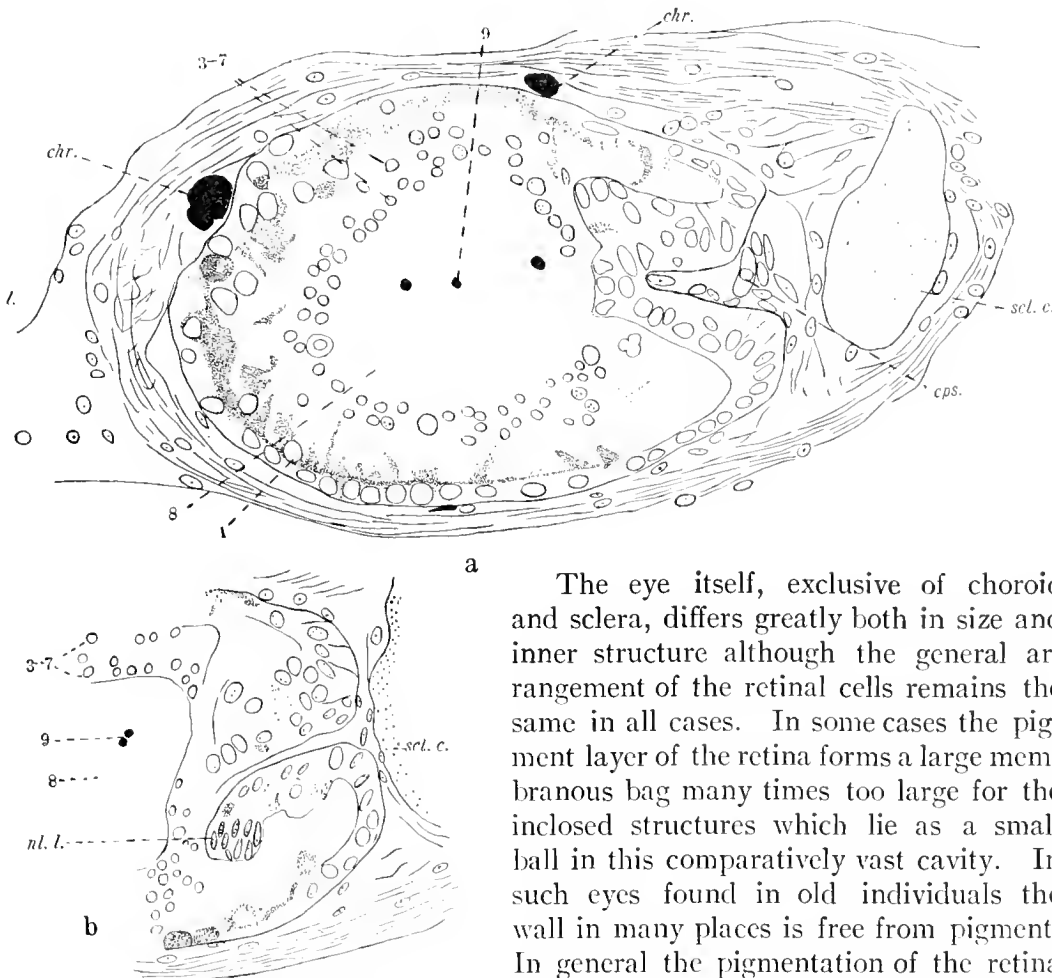 9
chr.
3-7
chr.
l.
scl. c.
cps.
8
1
a
3-7
9
8
scl. c.
nl. l.
b
The eye itself, exclusive of choroid
and sclera, differs greatly both in size and
inner structure although the general ar
rangement of the retinal cells remains the
same in all cases. In some cases the pig
ment layer of the retina forms a large mem
branous bag many times too large for the
inclosed structures which lie as a small
ball in this comparatively vast cavity. In
such eyes found in old individuals the
wall in many places is free from pigment.
In general the pigmentation of the retina